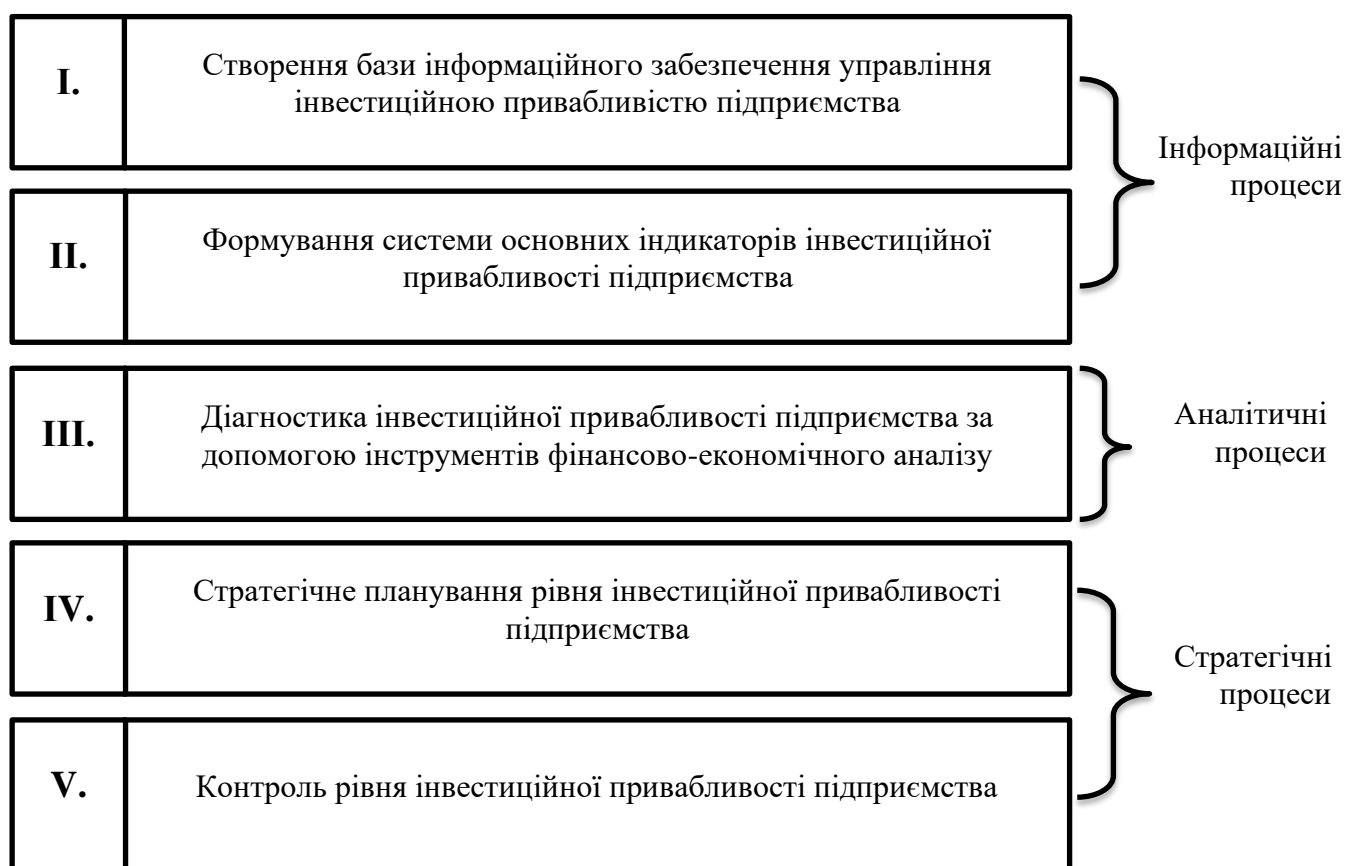 I.
Створення бази інформаційного забезпечення управління
інвестиційною привабливістю підприємства
Інформаційні
процеси
II.
Формування системи основних індикаторів інвестиційної
привабливості підприємства
III.
Діагностика інвестиційної привабливості підприємства за
допомогою інструментів фінансово-економічного аналізу
Аналітичні
процеси
IV.
Стратегічне планування рівня інвестиційної привабливості
підприємства
Стратегічні
процеси
V.
Контроль рівня інвестиційної привабливості підприємства